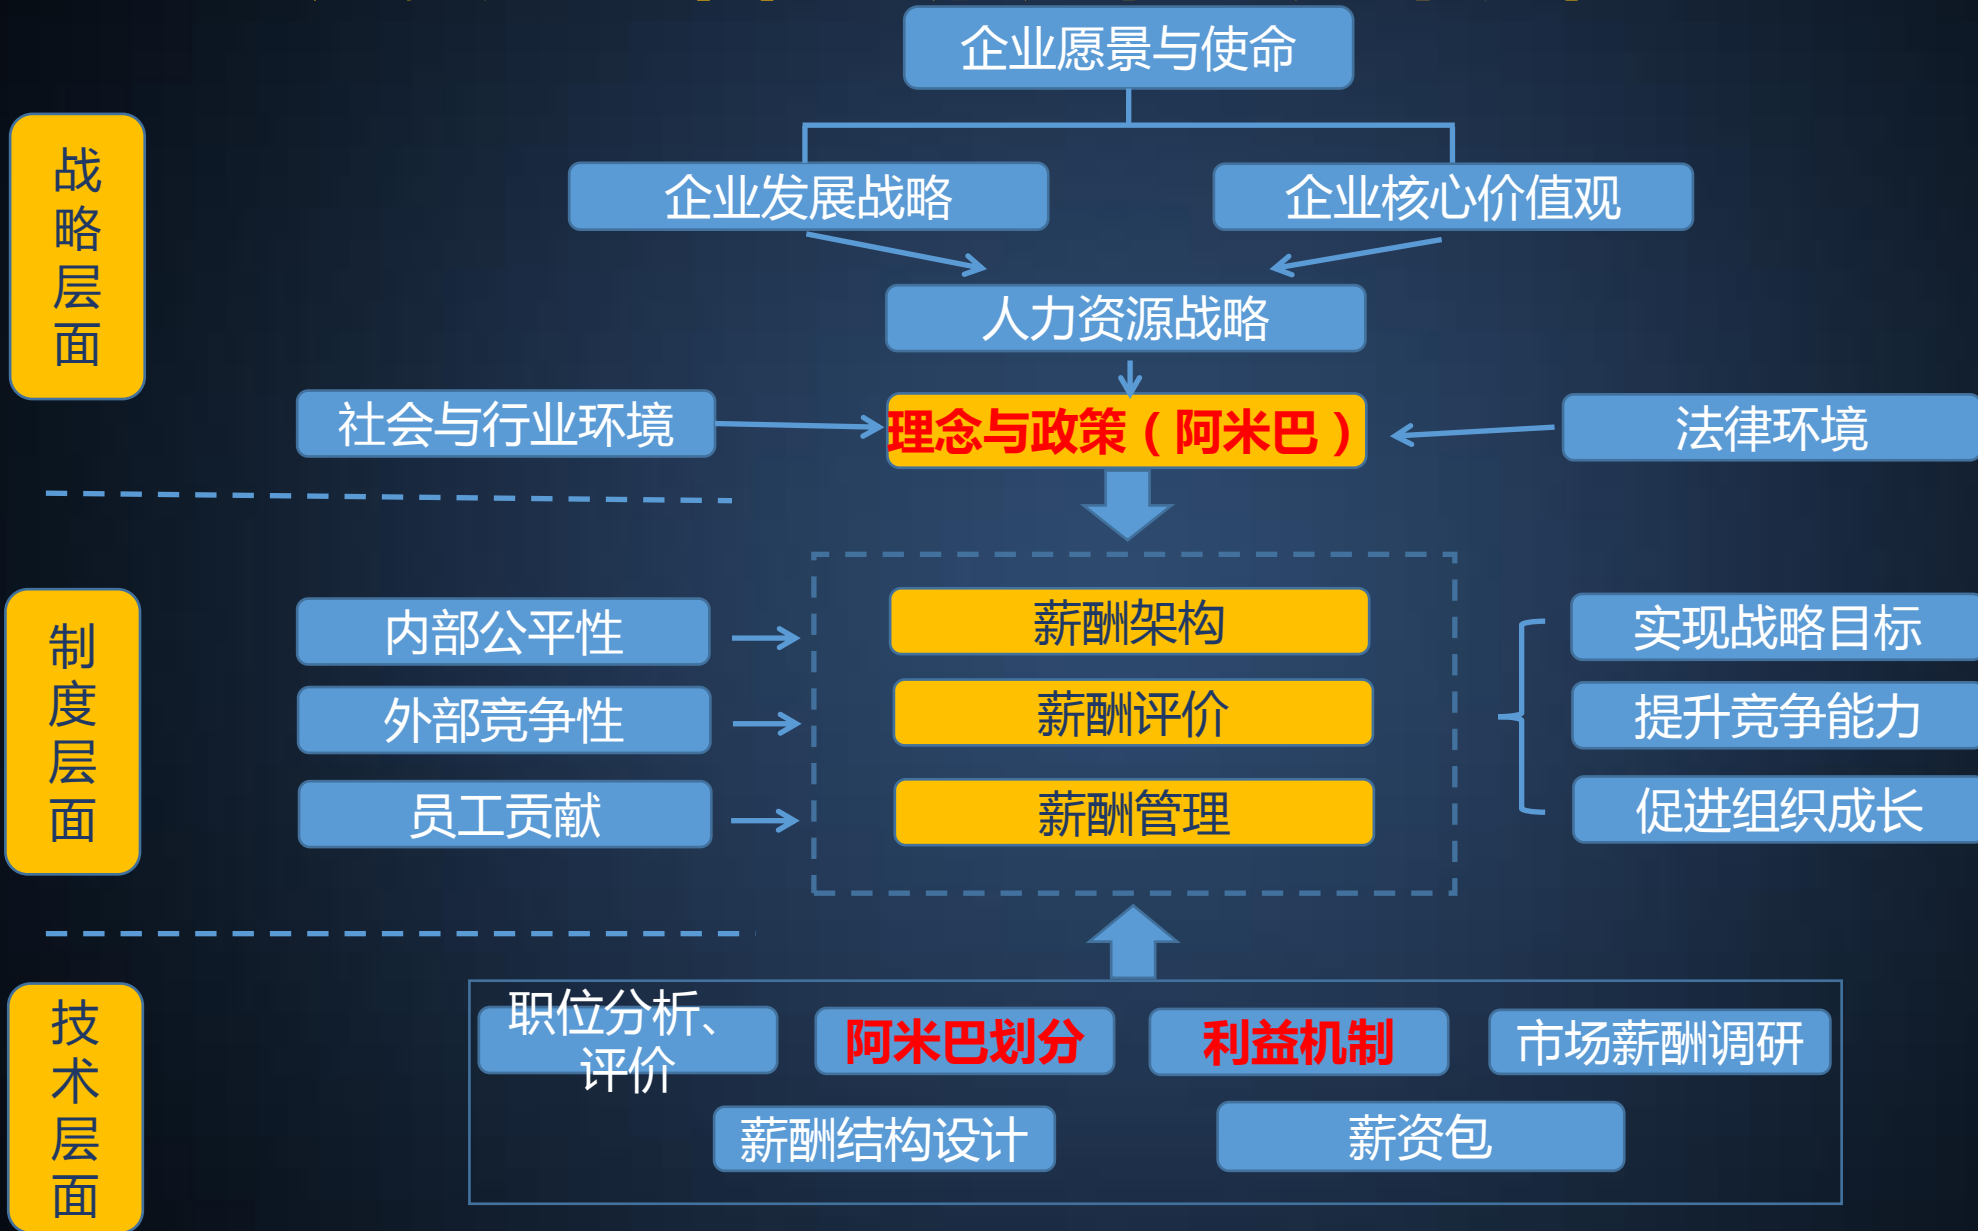 企业愿景与使命
战略层面
企业发展战略
企业核心价值观
人力资源战略
社会与行业环境
理念与政策（阿米巴）
法律环境
制度层面
内部公平性
薪酬架构
实现战略目标
外部竞争性
薪酬评价
提升竞争能力
员工贡献
薪酬管理
促进组织成长
技术层面
职位分析、
评价
阿米巴划分
利益机制
市场薪酬调研
薪酬结构设计
薪资包